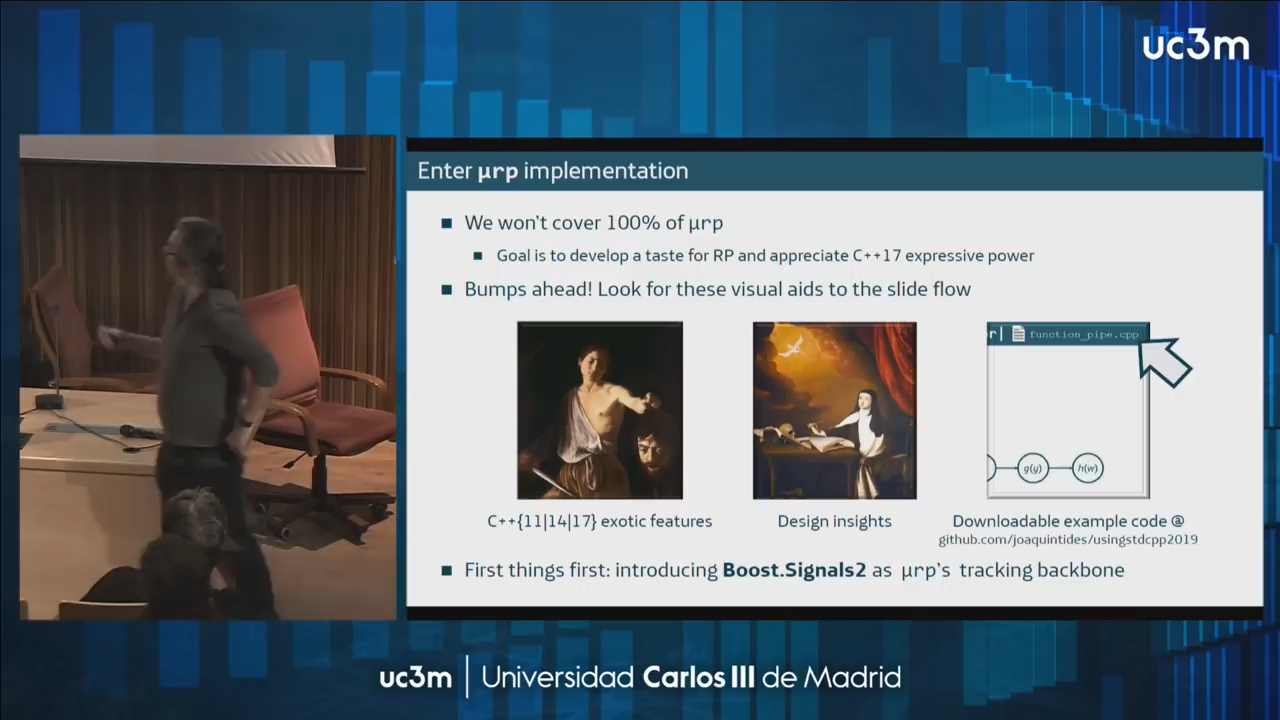 uc3m
Enter µrp implementation
We won't cover 100% of µrp
Goal is to develop a taste for RP and appreciate C++17 expressive power
Bumps ahead! Look for these visual aids to the slide flow
r| function_pipe.cpp
g(y) h(w)
C++{11|14|17} exotic features
Design insights
Downloadable example code @
github.com/joaquintides/usingstdcpp2019
First things first: introducing Boost.Signals2 as µrp's tracking backbone
uc3m | Universidad Carlos III de Madrid